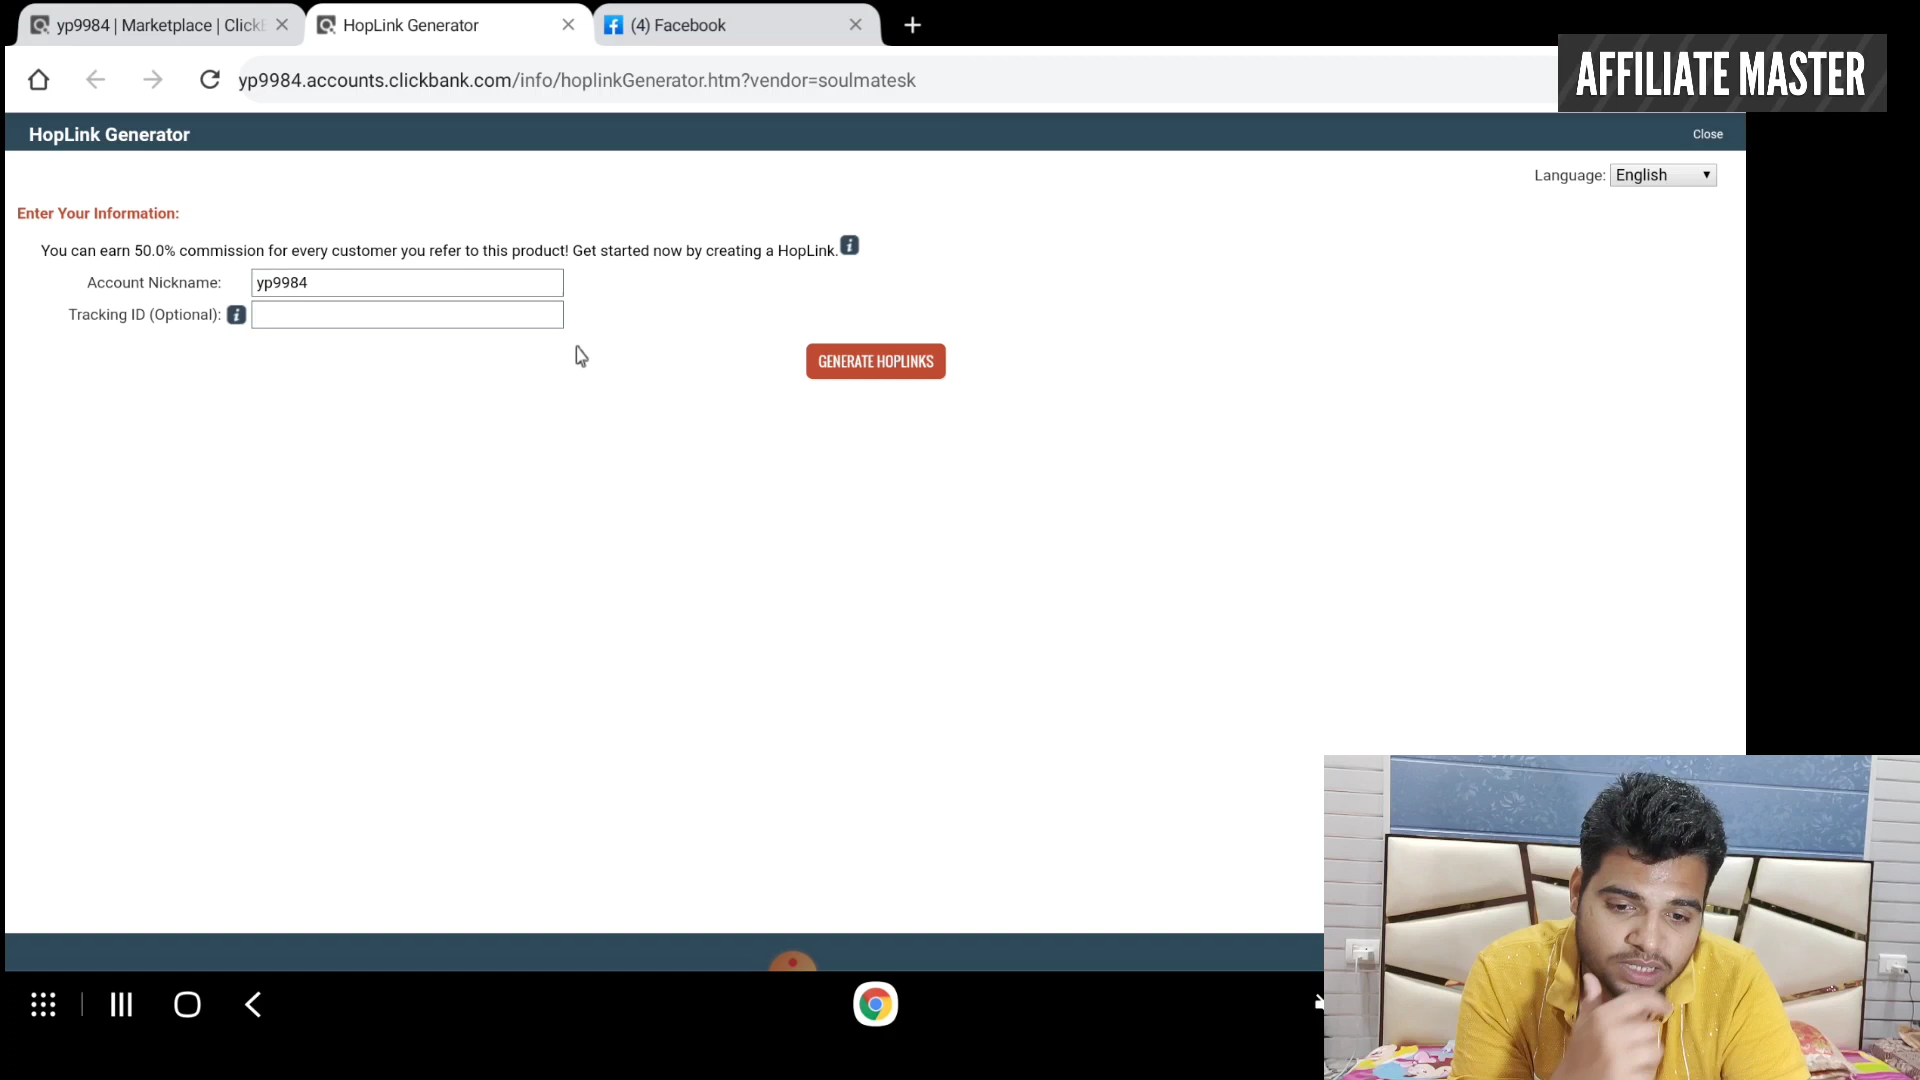 yp9984 | Marketplace | Click
HopLink Generator
(4) Facebook
yp9984.accounts.clickbank.com/info/hoplinkGenerator.htm?vendor=soulmatesk
AFFILIATE MASTER
HopLink Generator
Close
Language: English
Enter Your Information:
You can earn 50.0% commission for every customer you refer to this product! Get started now by creating a HopLink.
Account Nickname: yp9984
Tracking ID (Optional):
GENERATE HOPLINKS